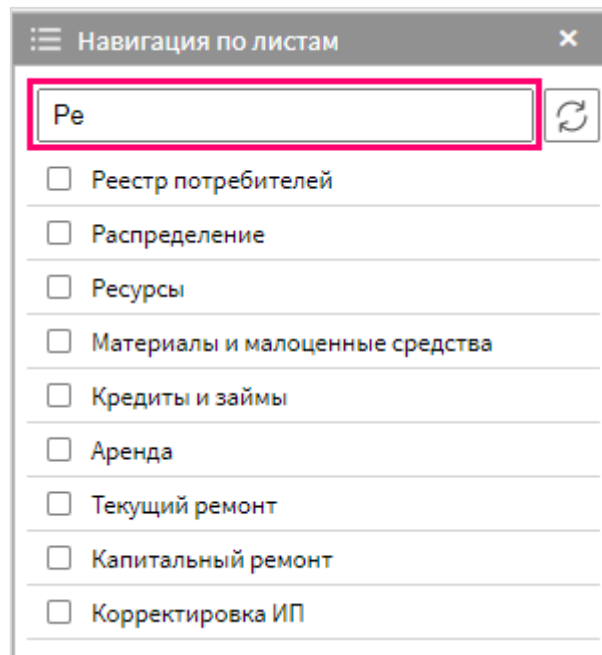 Навигация по листам
Ре
Реестр потребителей
Распределение
Ресурсы
Материалы и малоценные средства
Кредиты и займы
Аренда
Текущий ремонт
Капитальный ремонт
Корректировка ИП